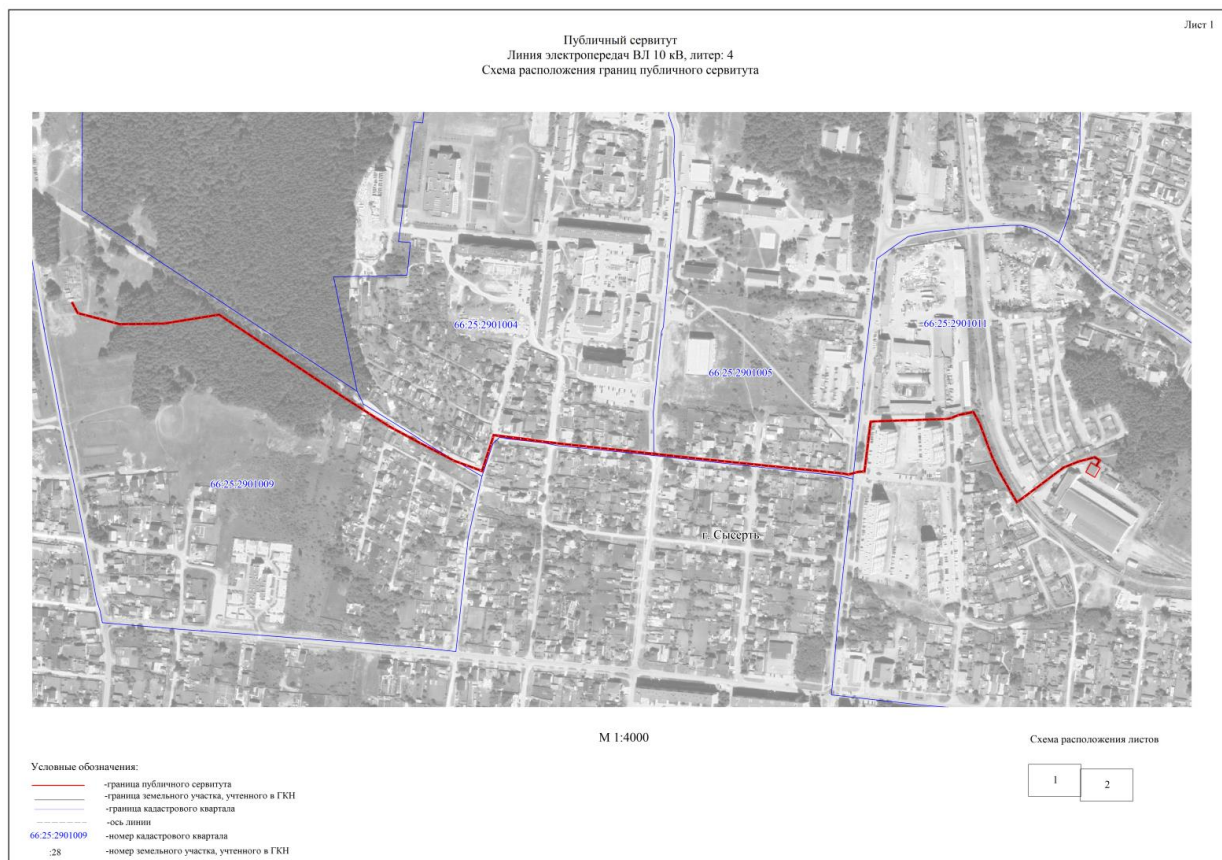 Лист 1
Публичный сервитут
Линия электропередач ВЛ 10 кВ, литер: 4
Схема расположения границ публичного сервитута
66:25:2901004
66:25:2901011
66:25:2901005
66:25:2901009
г. Сысерть
М 1:4000
Схема расположения листов
1
2
Условные обозначения:
-граница публичного сервитута
-граница земельного участка, учтенного в ГКН
-граница кадастрового квартала
-ось линии
66:25:2901009 -номер кадастрового квартала
:28 -номер земельного участка, учтенного в ГКН